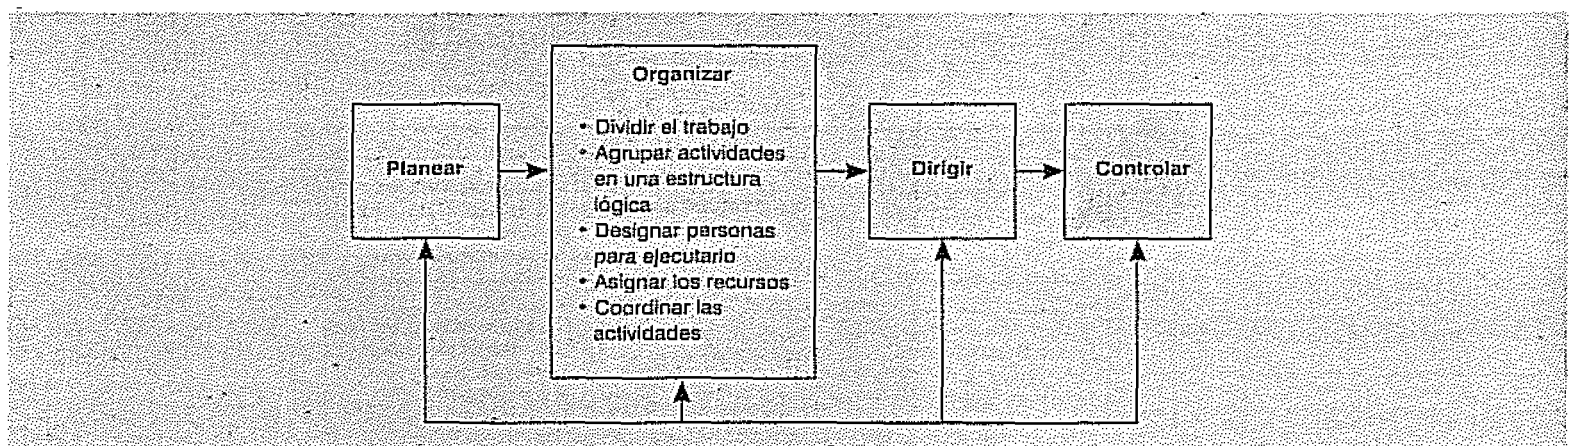 Planear
Organizar
• Dividir el trabajo
• Agrupar actividades
en una estructura
lógica
• Designar personas
para ejecutarlo
• Asignar los recursos
• Coordinar las
actividades
Dirigir
Controlar